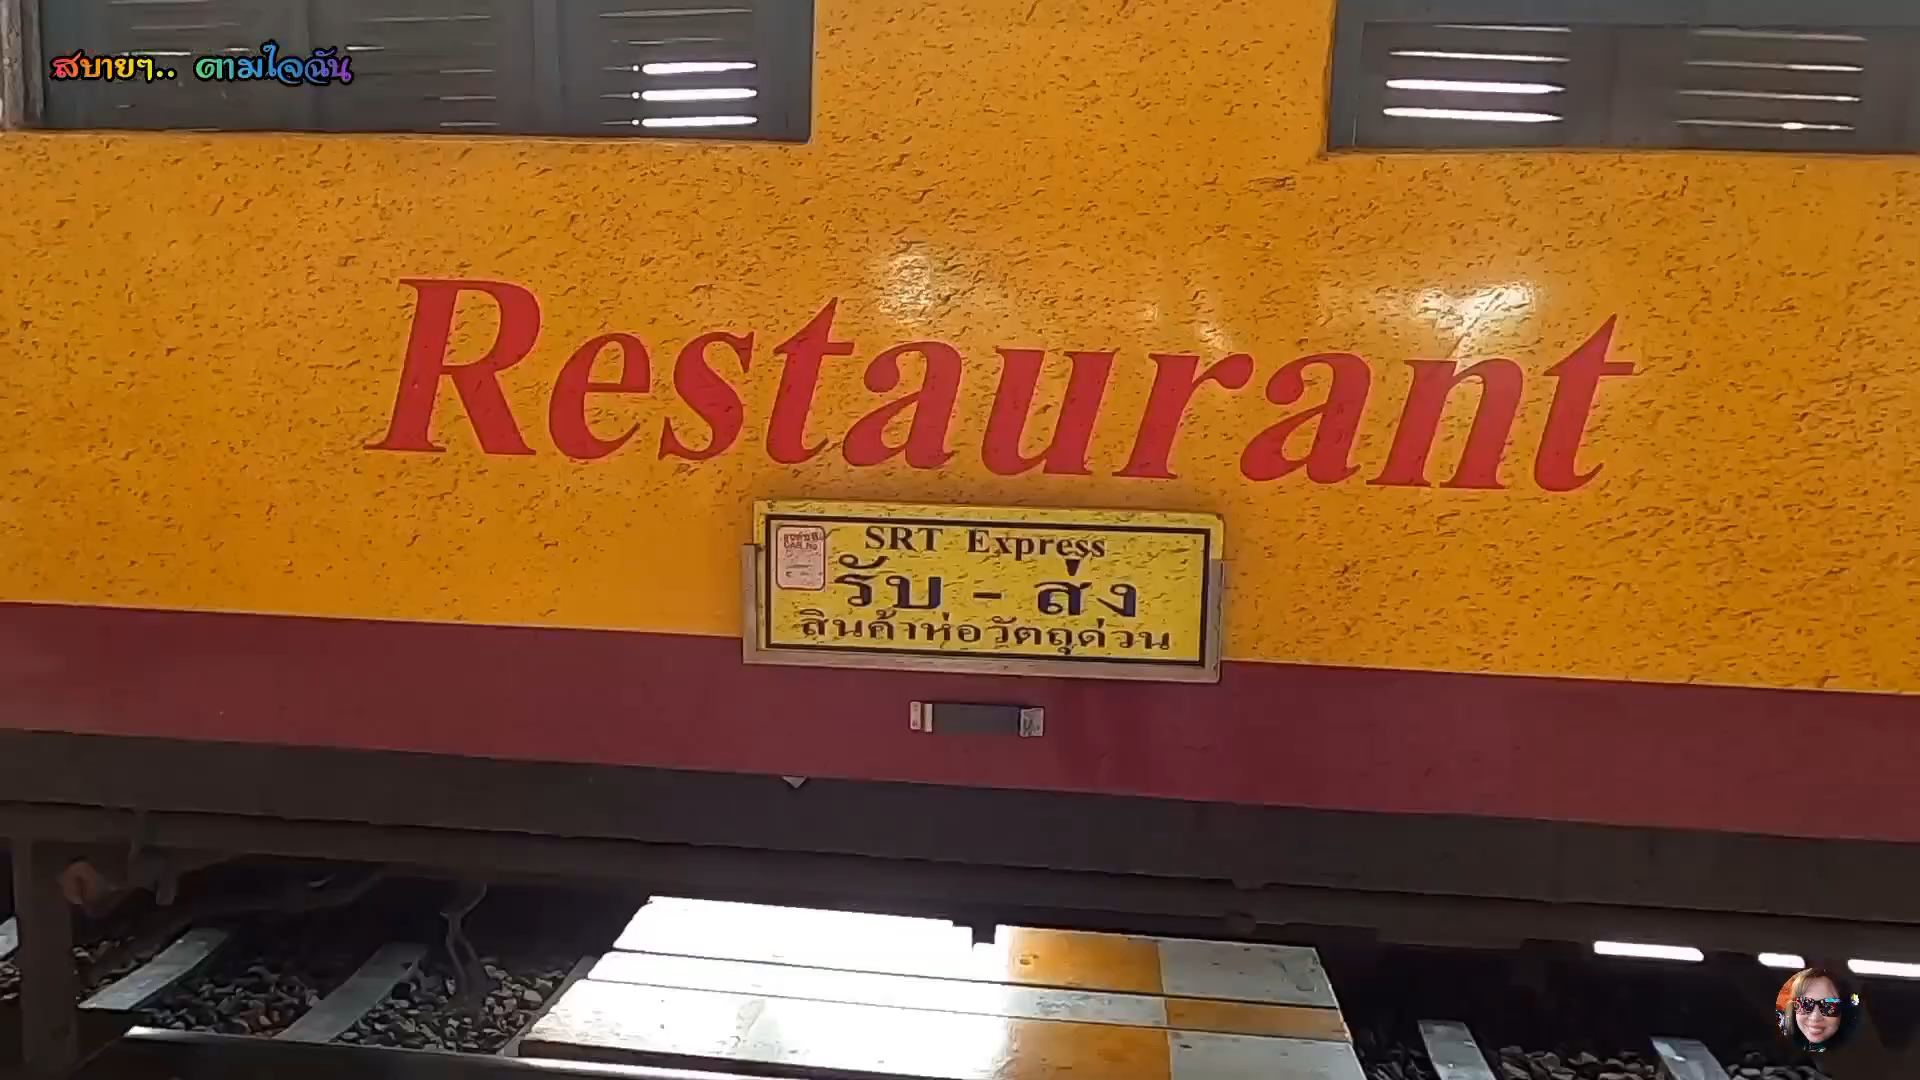 สบายๆ.. ตามใจฉัน
Restaurant
SRT Express
รับ - ส่ง
สินค้าห่อวัตถุด่วน